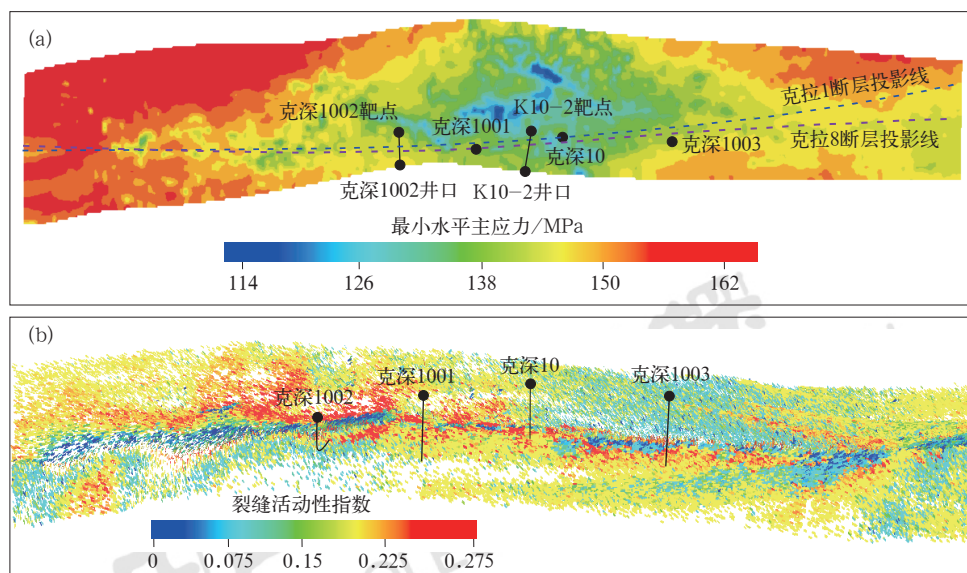 (a)
克拉1断层投影线
克深1002靶点
克深1001
K10-2靶点
克深10
克深1003
克拉8断层投影线
克深1002井口
K10-2井口
最小水平主应力/MPa
114
126
138
150
162
(b)
克深1002
克深1001
克深10
克深1003
裂缝活动性指数
0
0.075
0.15
0.225
0.275